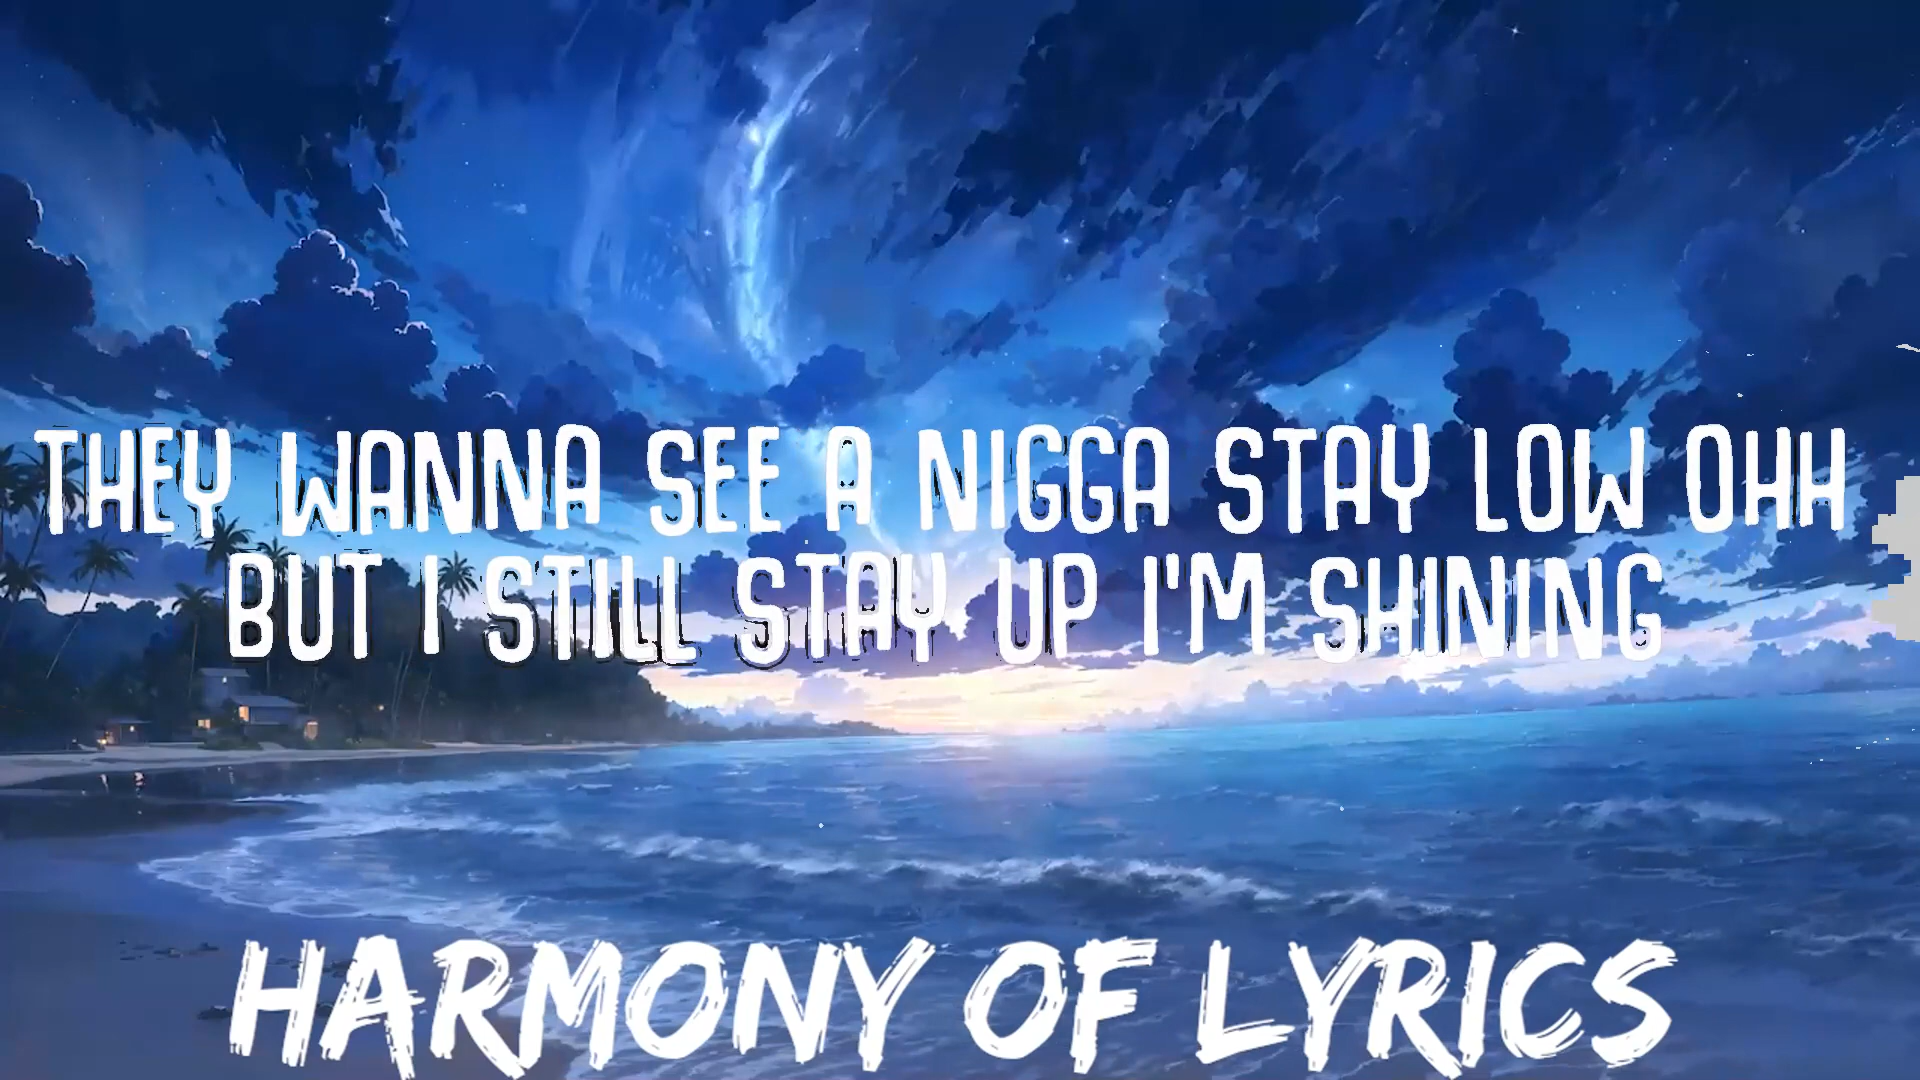 THEY WANNA SEE A NIGGA STAY LOW OHH
BUT I STILL STAY UP I'M SHINING
HARMONY OF LYRICS